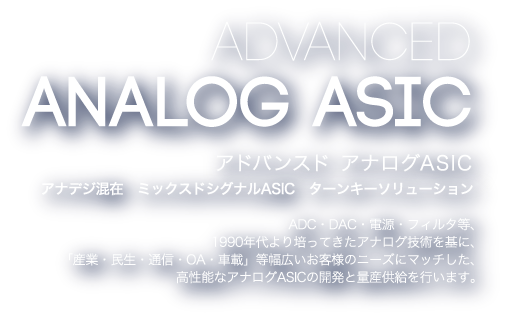 ADVANCED
ANALOG ASIC
アドバンスド アナログASIC
アナデジ混在　ミックスドシグナルASIC　ターンキーソリューション
ADC・DAC・電源・フィルタ等、
1990年代より培ってきたアナログ技術を基に、
「産業・民生・通信・OA・車載」等幅広いお客様のニーズにマッチした、
高性能なアナログASICの開発と量産供給を行います。